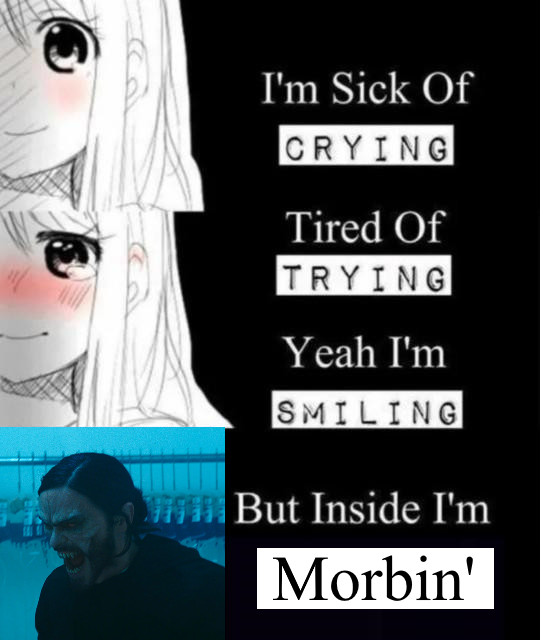 I'm Sick Of
CRYING
Tired Of
TRYING
Yeah I'm
SMILING
But Inside I'm
Morbin'